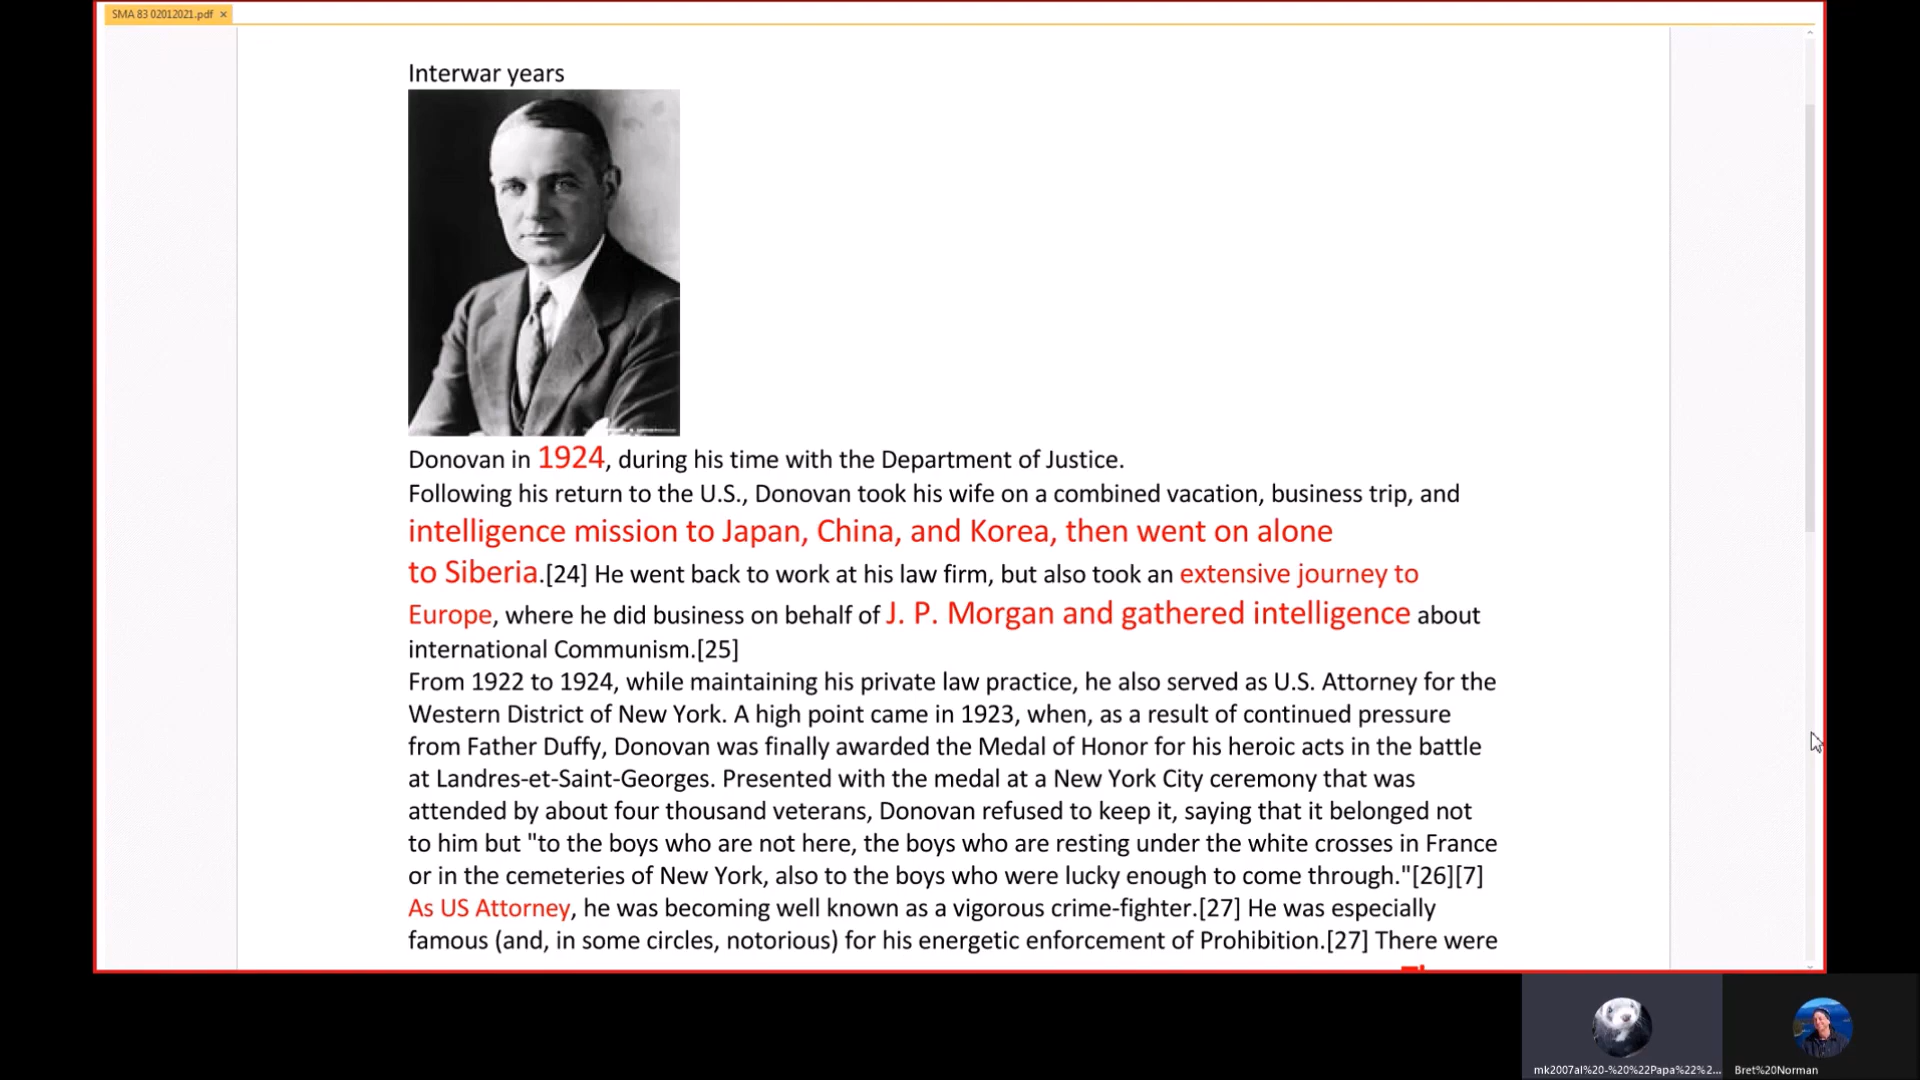 SMA 83 02012021.pdf ×
Interwar years
Donovan in 1924, during his time with the Department of Justice.
Following his return to the U.S., Donovan took his wife on a combined vacation, business trip, and
intelligence mission to Japan, China, and Korea, then went on alone
to Siberia.[24] He went back to work at his law firm, but also took an extensive journey to
Europe, where he did business on behalf of J. P. Morgan and gathered intelligence about
international Communism.[25]
From 1922 to 1924, while maintaining his private law practice, he also served as U.S. Attorney for the
Western District of New York. A high point came in 1923, when, as a result of continued pressure
from Father Duffy, Donovan was finally awarded the Medal of Honor for his heroic acts in the battle
at Landres-et-Saint-Georges. Presented with the medal at a New York City ceremony that was
attended by about four thousand veterans, Donovan refused to keep it, saying that it belonged not
to him but "to the boys who are not here, the boys who are resting under the white crosses in France
or in the cemeteries of New York, also to the boys who were lucky enough to come through."[26][7]
As US Attorney, he was becoming well known as a vigorous crime-fighter.[27] He was especially
famous (and, in some circles, notorious) for his energetic enforcement of Prohibition.[27] There were
mk2007al%20-%20%22Papa%22%2...
Bret%20Norman